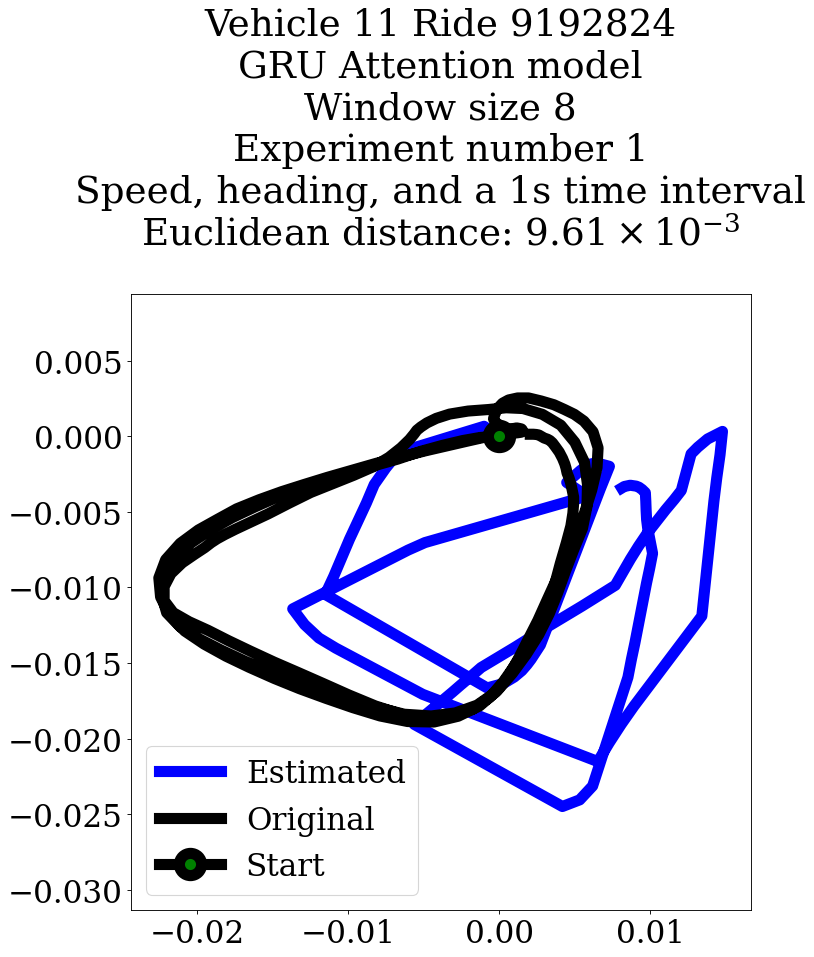 Vehicle 11 Ride 9192824
GRU Attention model
Window size 8
Experiment number 1
Speed, heading, and a 1s time interval
Euclidean distance: 9.61 × 10⁻³
0.005
0.000
−0.005
−0.010
−0.015
−0.020
−0.025
−0.030
Estimated
Original
Start
−0.02 −0.01 0.00 0.01